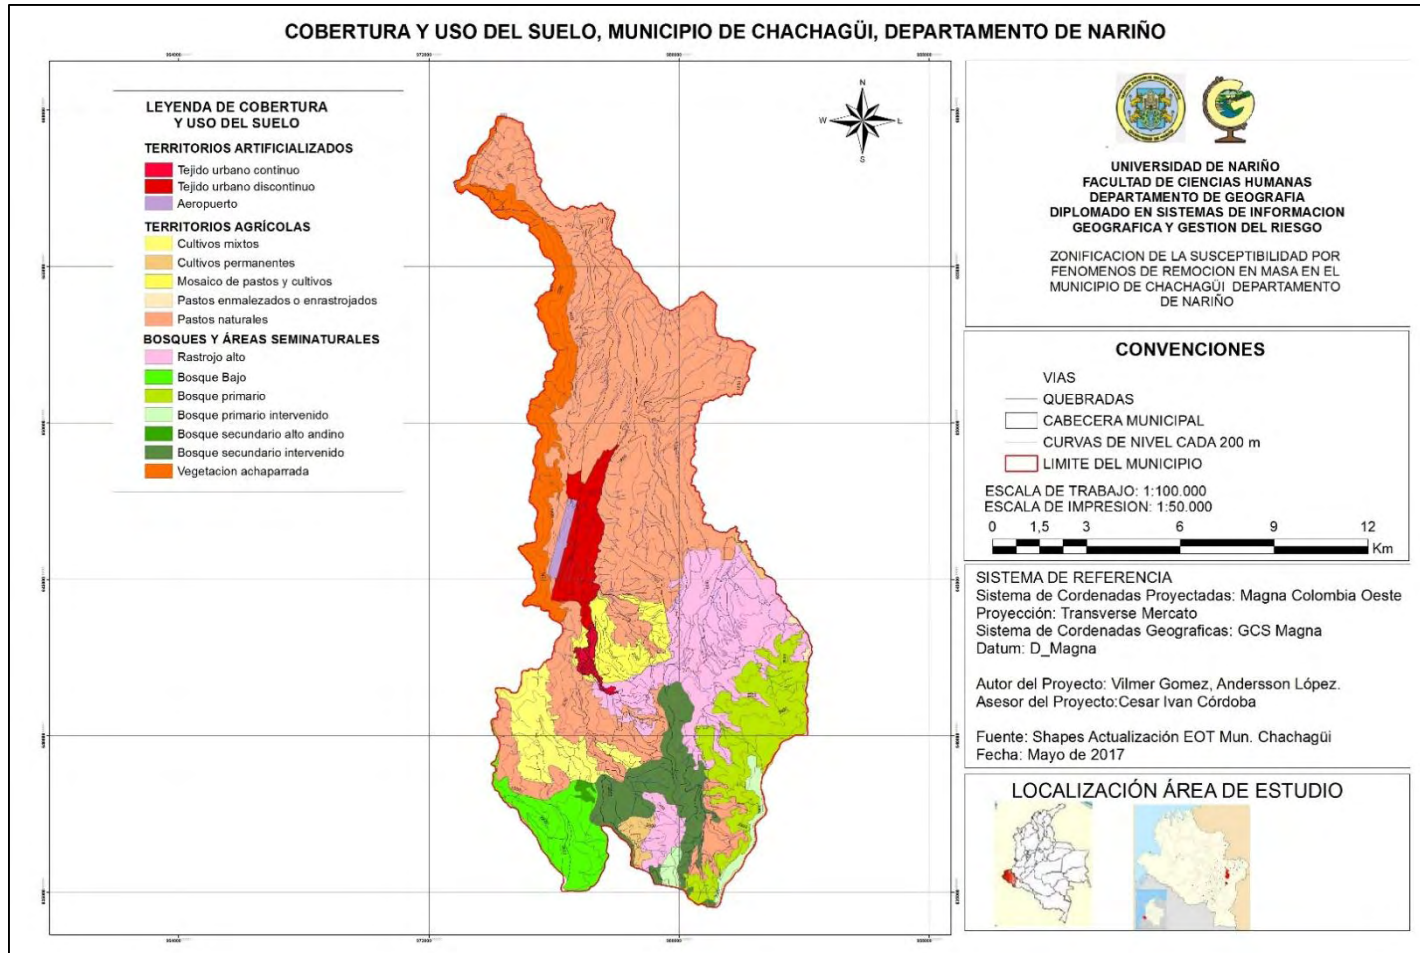 COBERTURA Y USO DEL SUELO, MUNICIPIO DE CHACHAGÜI, DEPARTAMENTO DE NARIÑO
LEYENDA DE COBERTURA
Y USO DEL SUELO
TERRITORIOS ARTIFICIALIZADOS
Tejido urbano continuo
Tejido urbano discontinuo
Aeropuerto
TERRITORIOS AGRÍCOLAS
Cultivos mixtos
Cultivos permanentes
Mosaico de pastos y cultivos
Pastos enmalezados o enrastrojados
Pastos naturales
BOSQUES Y ÁREAS SEMINATURALES
Rastrojo alto
Bosque Bajo
Bosque primario
Bosque primario intervenido
Bosque secundario alto andino
Bosque secundario intervenido
Vegetacion achaparrada
N
W
E
S
UNIVERSIDAD DE NARIÑO
FACULTAD DE CIENCIAS HUMANAS
DEPARTAMENTO DE GEOGRAFIA
DIPLOMADO EN SISTEMAS DE INFORMACION
GEOGRAFICA Y GESTION DEL RIESGO
ZONIFICACION DE LA SUSCEPTIBILIDAD POR
FENOMENOS DE REMOCION EN MASA EN EL
MUNICIPIO DE CHACHAGÜI DEPARTAMENTO
DE NARIÑO
CONVENCIONES
VIAS
QUEBRADAS
CABECERA MUNICIPAL
CURVAS DE NIVEL CADA 200 m
LIMITE DEL MUNICIPIO
ESCALA DE TRABAJO: 1:100.000
ESCALA DE IMPRESION: 1:50.000
0 1,5 3 6 9 12
Km
SISTEMA DE REFERENCIA
Sistema de Cordenadas Proyectadas: Magna Colombia Oeste
Proyección: Transverse Mercato
Sistema de Cordenadas Geograficas: GCS Magna
Datum: D_Magna
Autor del Proyecto: Vilmer Gomez, Andersson López.
Asesor del Proyecto:Cesar Ivan Córdoba
Fuente: Shapes Actualización EOT Mun. Chachagüi
Fecha: Mayo de 2017
LOCALIZACIÓN ÁREA DE ESTUDIO